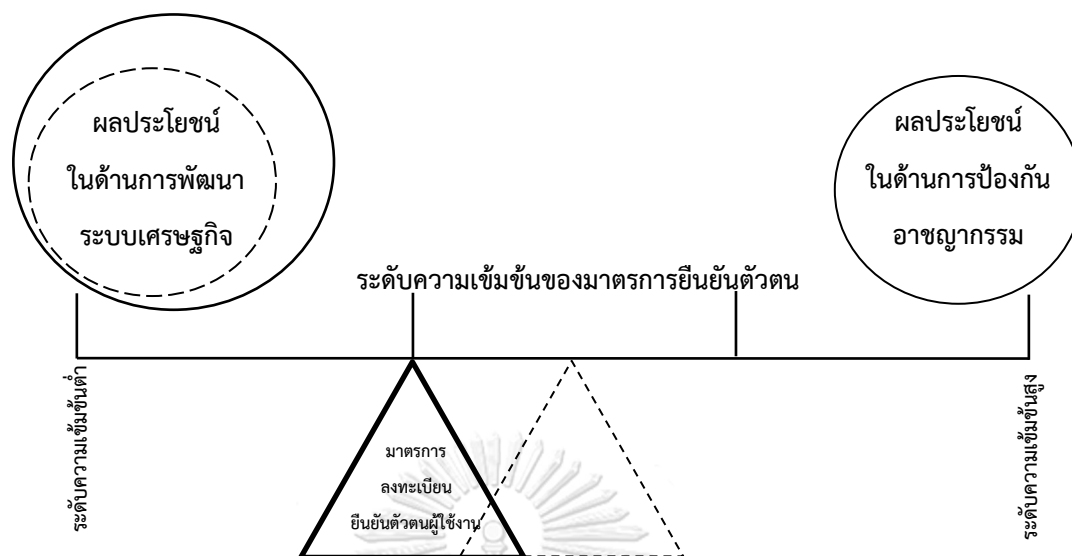 ผลประโยชน์
ในด้านการพัฒนา
ระบบเศรษฐกิจ
ผลประโยชน์
ในด้านการป้องกัน
อาชญากรรม
ระดับความเข้มข้นของมาตรการยืนยันตัวตน
ระดับความเข้มข้นต่ำ
มาตรการ
ลงทะเบียน
ยืนยันตัวตนผู้ใช้งาน
ระดับความเข้มข้นสูง